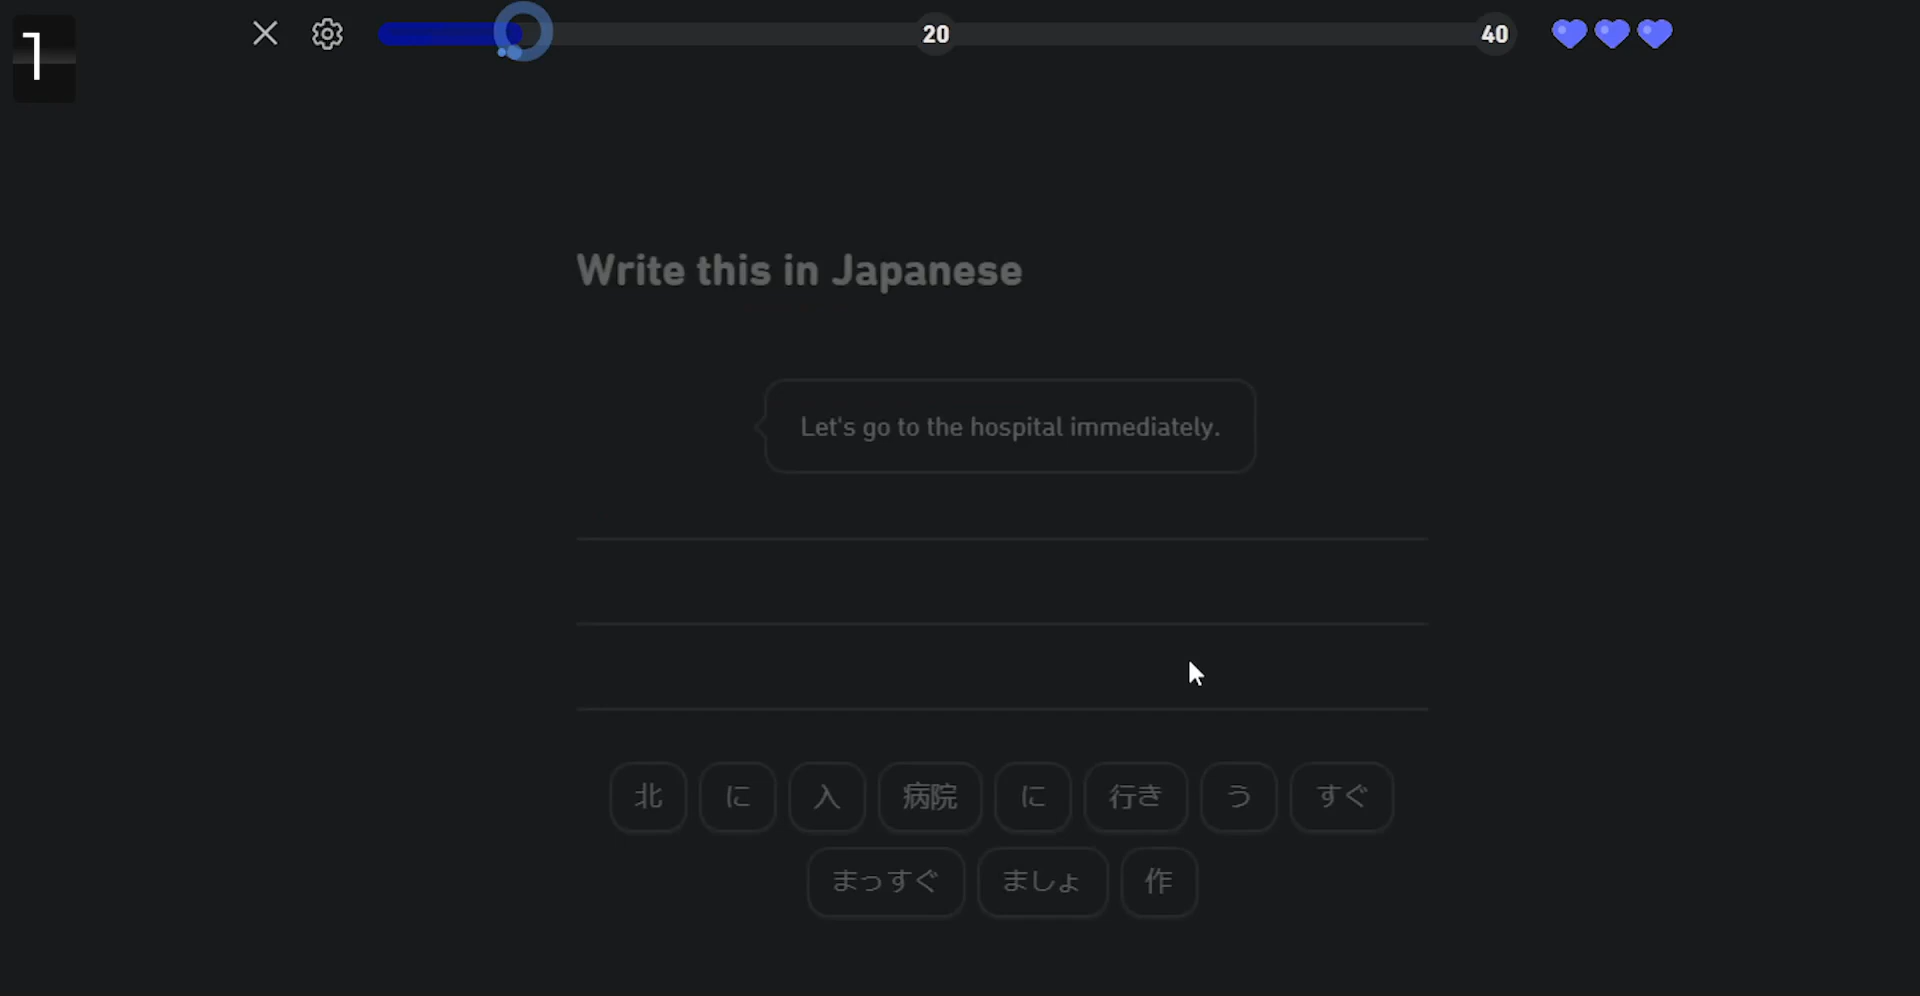 1
20
40
Write this in Japanese
Let's go to the hospital immediately.
北 に 入 病院 に 行き う すぐ
まっすぐ ましょ 作